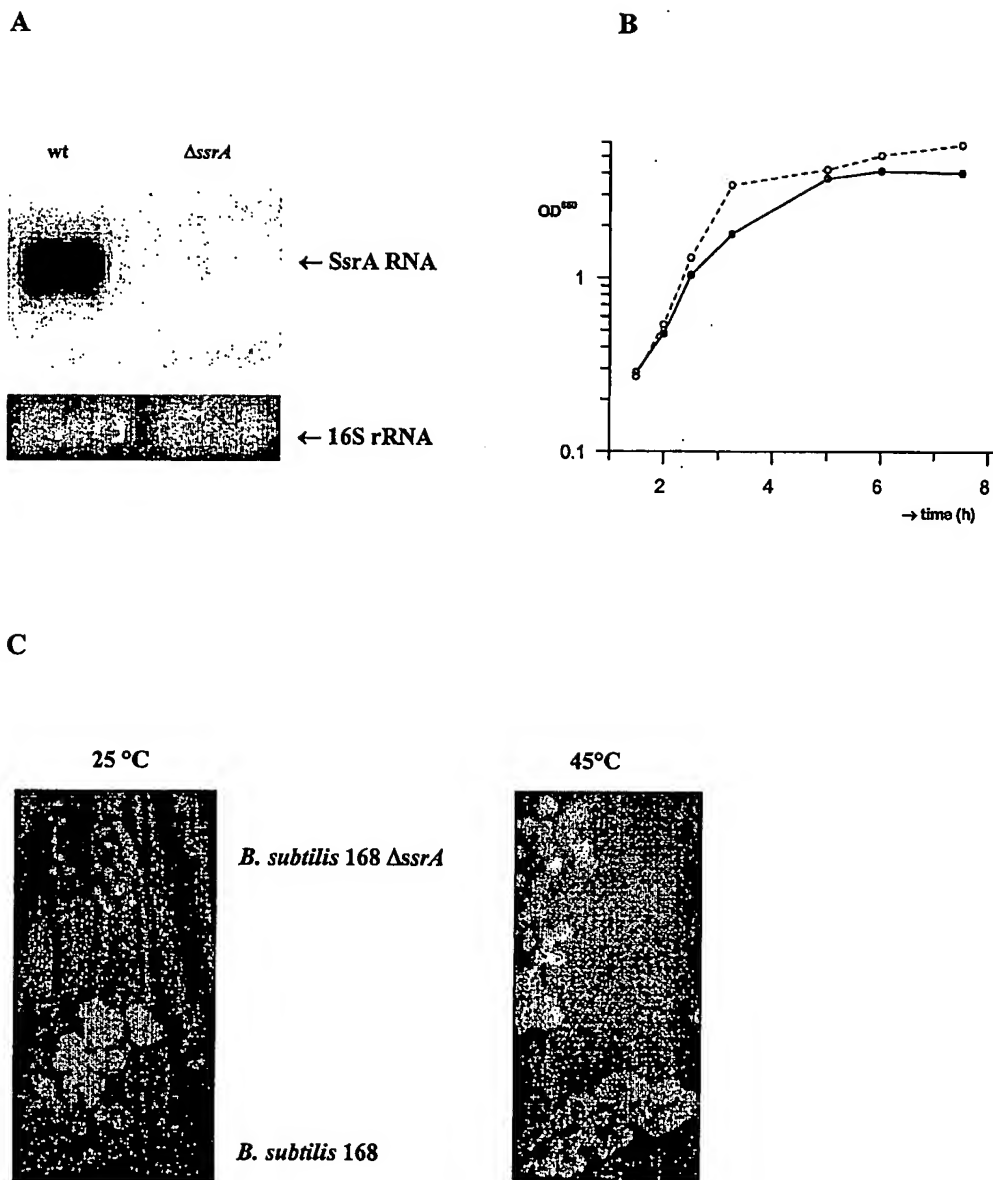 A
B
wt
ΔssrA
← SsrA RNA
← 16S rRNA
1
0.1
2
4
6
8
→ time (h)
C
25 °C
45°C
B. subtilis 168 ΔssrA
B. subtilis 168